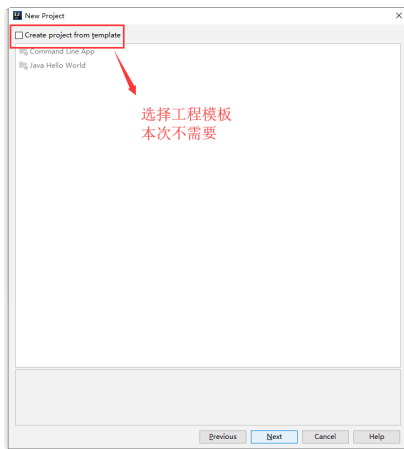 New Project
Create project from template
Command Line App
Java Hello World
选择工程模板
本次不需要
Previous
Next
Cancel
Help